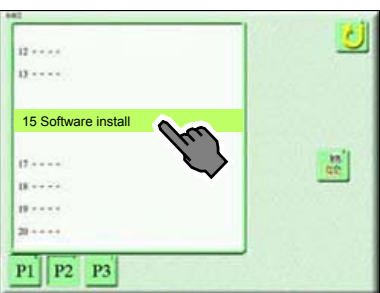 12 - - - -
13 - - - -
15 Software install
17 - - - -
18 - - - -
19 - - - -
20 - - - -
P1 P2 P3